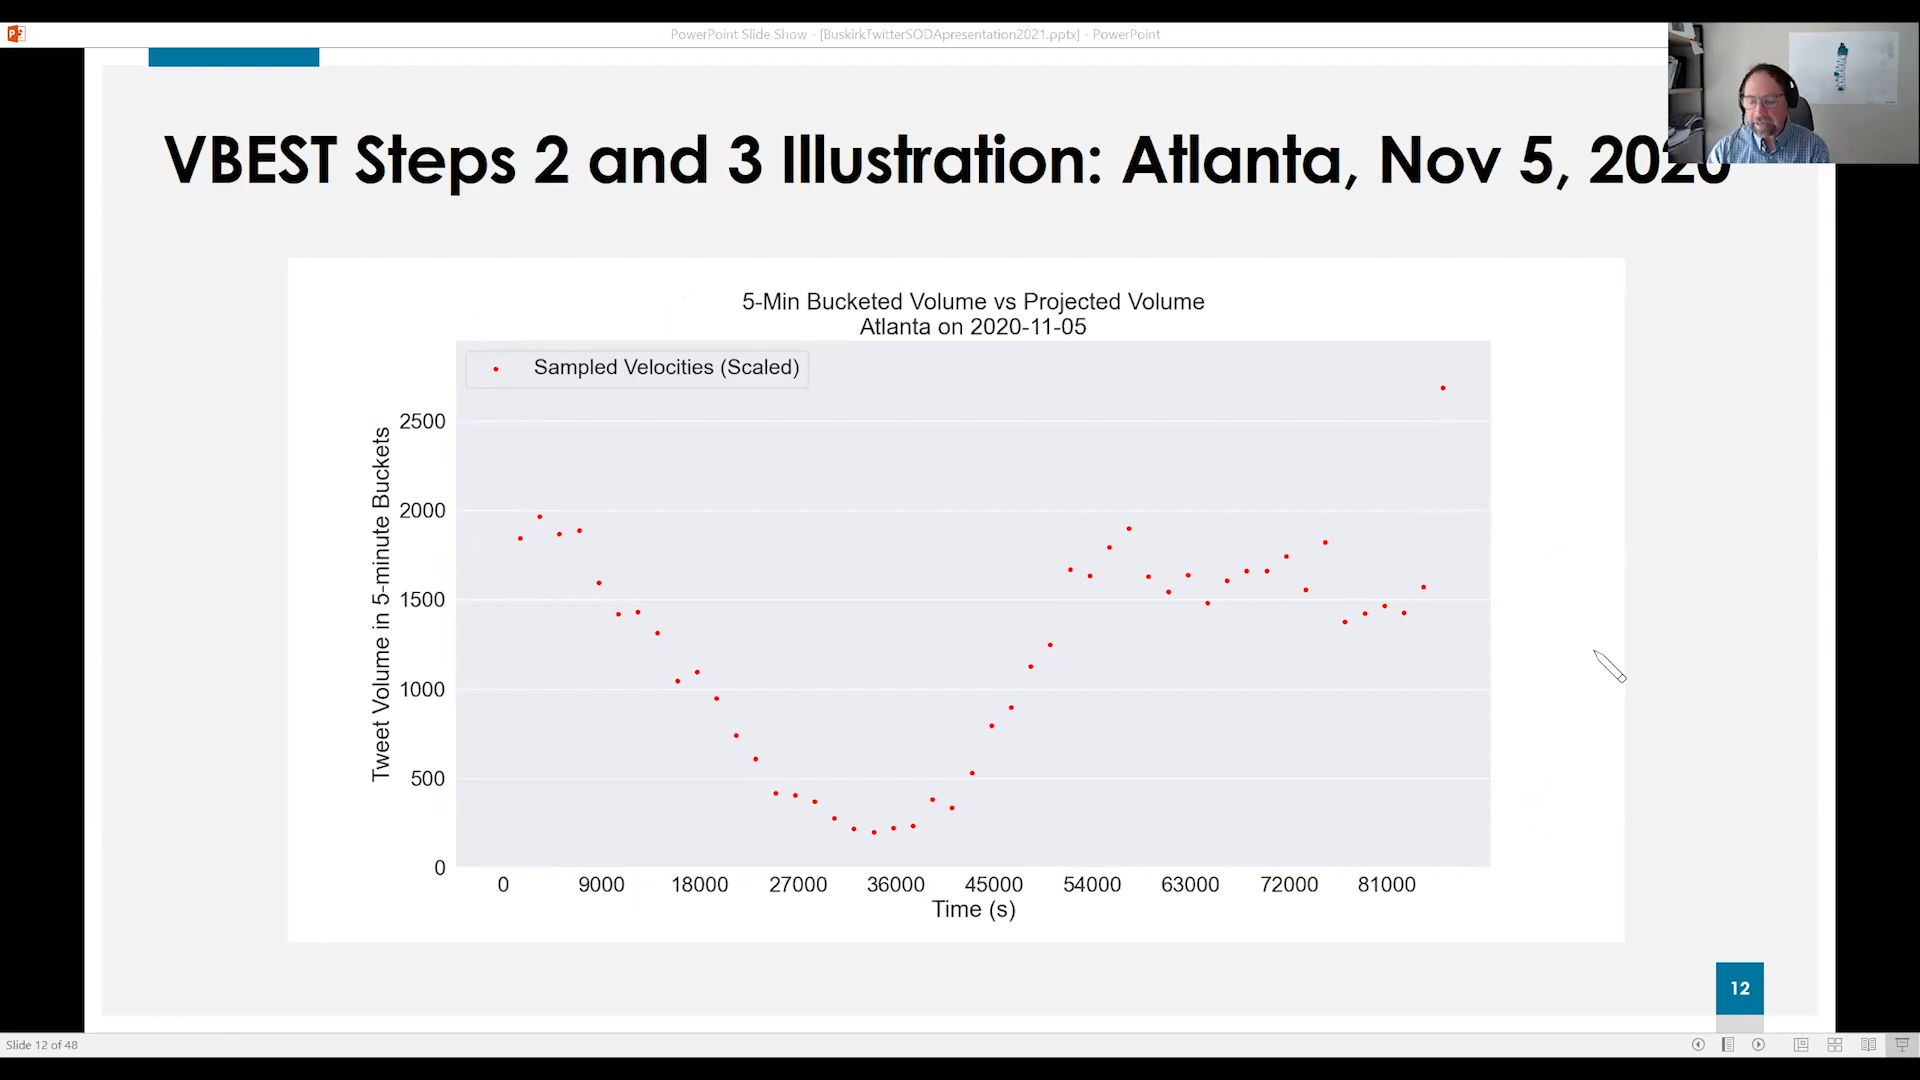 PowerPoint Slide Show - [BuskirkTwitterSODApresentation2021.pptx] - PowerPoint
VBEST Steps 2 and 3 Illustration: Atlanta, Nov 5, 2020
5-Min Bucketed Volume vs Projected Volume
Atlanta on 2020-11-05
Sampled Velocities (Scaled)
Tweet Volume in 5-minute Buckets
2500
2000
1500
1000
500
0
0 9000 18000 27000 36000 45000 54000 63000 72000 81000
Time (s)
12
Slide 12 of 48